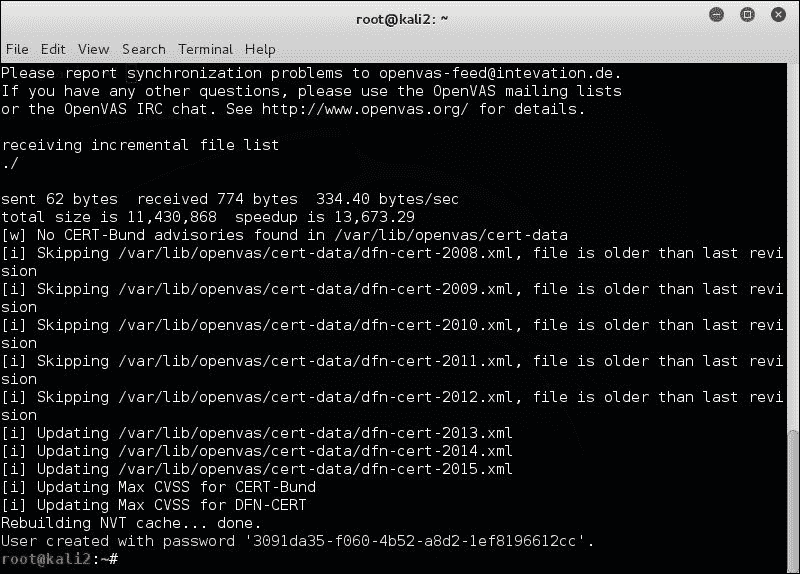 root@kali2: ~
File Edit View Search Terminal Help
Please report synchronization problems to openvas-feed@intevation.de.
If you have any other questions, please use the OpenVAS mailing lists
or the OpenVAS IRC chat. See http://www.openvas.org/ for details.
receiving incremental file list
./
sent 62 bytes  received 774 bytes  334.40 bytes/sec
total size is 11,430,868  speedup is 13,673.29
[w] No CERT-Bund advisories found in /var/lib/openvas/cert-data
[i] Skipping /var/lib/openvas/cert-data/dfn-cert-2008.xml, file is older than last revi
sion
[i] Skipping /var/lib/openvas/cert-data/dfn-cert-2009.xml, file is older than last revi
sion
[i] Skipping /var/lib/openvas/cert-data/dfn-cert-2010.xml, file is older than last revi
sion
[i] Skipping /var/lib/openvas/cert-data/dfn-cert-2011.xml, file is older than last revi
sion
[i] Skipping /var/lib/openvas/cert-data/dfn-cert-2012.xml, file is older than last revi
sion
[i] Updating /var/lib/openvas/cert-data/dfn-cert-2013.xml
[i] Updating /var/lib/openvas/cert-data/dfn-cert-2014.xml
[i] Updating /var/lib/openvas/cert-data/dfn-cert-2015.xml
[i] Updating Max CVSS for CERT-Bund
[i] Updating Max CVSS for DFN-CERT
Rebuilding NVT cache... done.
User created with password '3091da35-f060-4b52-a8d2-1ef8196612cc'.
root@kali2:~#